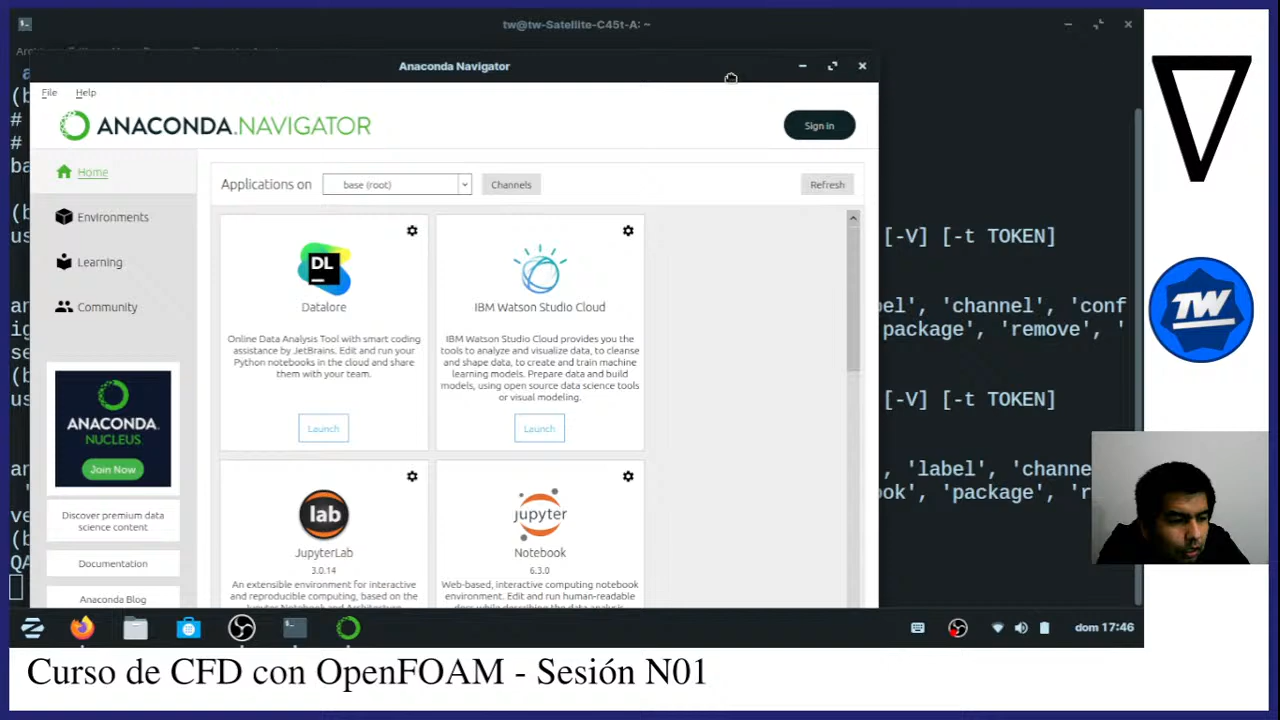 tw@tw-Satellite-C45t-A: ~
Anaconda Navigator
File Help
ANACONDA.NAVIGATOR
Sign in
Home
Environments
Learning
Community
Applications on base (root) Channels Refresh
DL
Datalore
Online Data Analysis Tool with smart coding
assistance by JetBrains. Edit and run your
Python notebooks in the cloud and share
them with your team.
Launch
IBM Watson Studio Cloud
IBM Watson Studio Cloud provides you the
tools to analyze and visualize data, to cleanse
and shape data, to create and train machine
learning models. Prepare data and build
models, using open source data science tools
or visual modeling.
Launch
lab
JupyterLab
3.0.14
An extensible environment for interactive
and reproducible computing, based on the
jupyter
Notebook
6.3.0
Web-based, interactive computing notebook
environment. Edit and run human-readable
ANACONDA.
NUCLEUS
Join Now
Discover premium data
science content
Documentation
Anaconda Blog
[-V] [-t TOKEN]
'channel', 'conf
'remove', '
[-V] [-t TOKEN]
, 'label', 'channe
'package', 'r
TW
dom 17:46
Curso de CFD con OpenFOAM - Sesión N01